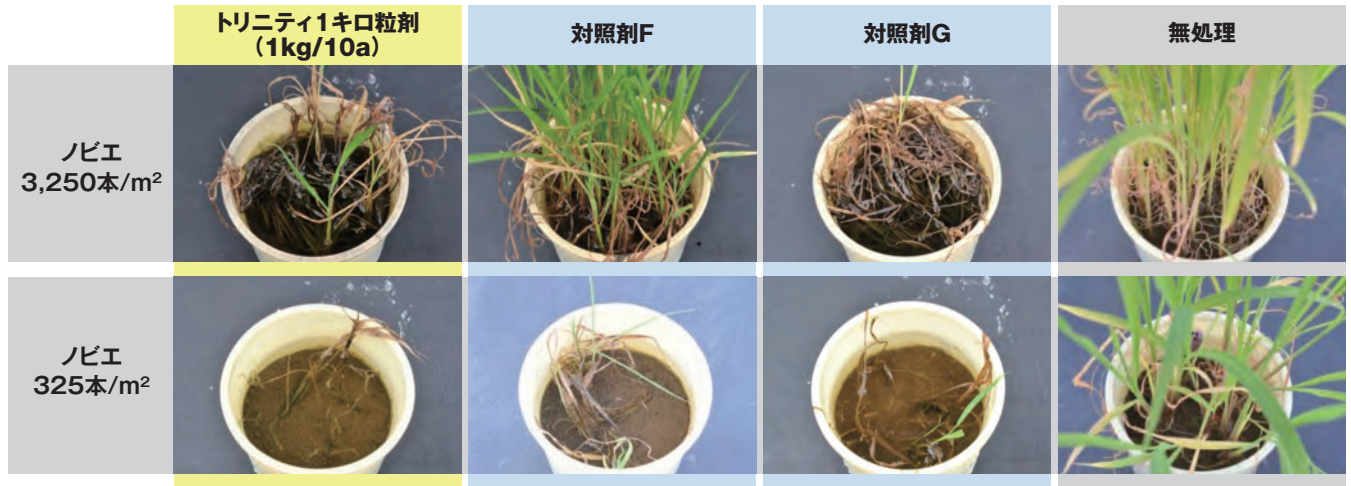 トリニティ1キロ粒剤
（1kg/10a）
対照剤F
対照剤G
無処理
ノビエ
3,250本/m²
ノビエ
325本/m²